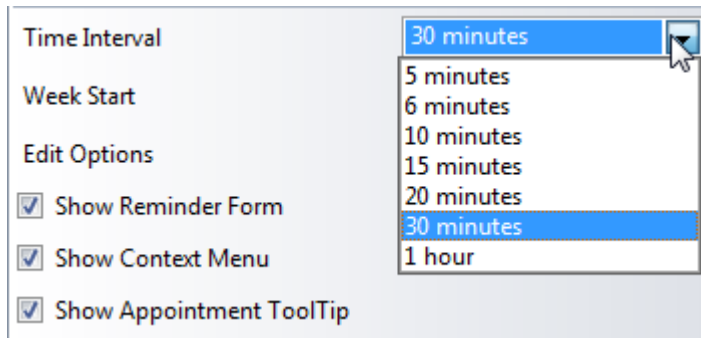 Time Interval
30 minutes
5 minutes
Week Start
6 minutes
10 minutes
Edit Options
15 minutes
20 minutes
Show Reminder Form
30 minutes
Show Context Menu
1 hour
Show Appointment ToolTip